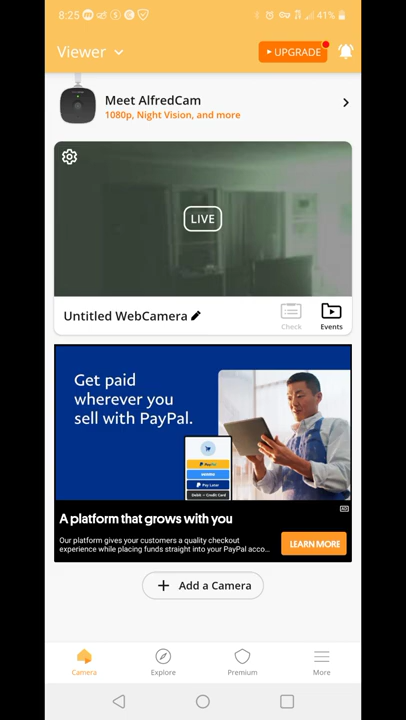 8:25
41%
Viewer
UPGRADE
Meet AlfredCam
1080p, Night Vision, and more
LIVE
Untitled WebCamera
Check
Events
Get paid
wherever you
sell with PayPal.
PayPal
Pay Later
Debit + Credit Card
AD
A platform that grows with you
Our platform gives your customers a quality checkout
experience while placing funds straight into your PayPal acco...
LEARN MORE
+ Add a Camera
Camera
Explore
Premium
More